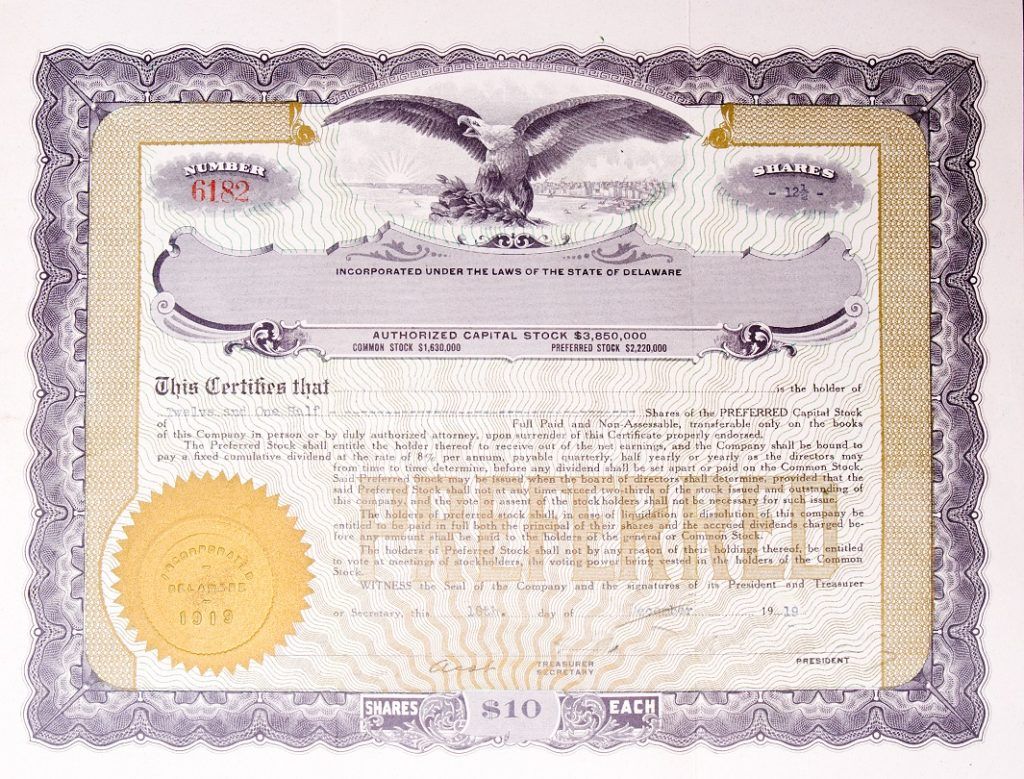 NUMBER
6182
SHARES
- 12½ -
INCORPORATED UNDER THE LAWS OF THE STATE OF DELAWARE
AUTHORIZED CAPITAL STOCK $3,850,000
COMMON STOCK $1,630,000 PREFERRED STOCK $2,220,000
This Certifies that is the holder of
Twelve and One Half Shares of the PREFERRED Capital Stock
of Full Paid and Non-Assessable, transferable only on the books
of this Company in person or by duly authorized attorney, upon surrender of this Certificate properly endorsed.
The Preferred Stock shall entitle the holder thereof to receive out of the net earnings, and the Company shall be bound to
pay a fixed cumulative dividend at the rate of 8% per annum, payable quarterly, half yearly or yearly as the directors may
from time to time determine, before any dividend shall be set apart or paid on the Common Stock.
Said Preferred Stock may be issued when the board of directors shall determine, provided that the
said Preferred Stock shall not at any time exceed two-thirds of the stock issued and outstanding of
this company, and the vote or assent of the stockholders shall not be necessary for such issue.
The holders of Preferred Stock shall, in case of liquidation or dissolution of this company be
entitled to be paid in full both the principal of their shares and the accrued dividends charged be-
fore any amount shall be paid to the holders of the general or Common Stock.
The holders of Preferred Stock shall not by any reason of their holdings thereof, be entitled
to vote at meetings of stockholders, all voting power being vested in the holders of the Common
Stock.
WITNESS the Seal of the Company and the signatures of its President and Treasurer
or Secretary, this 18th. day of December 19 19
PREFERRED
INCORPORATED
DELAWARE
1919
TREASURER
SECRETARY
PRESIDENT
SHARES $10 EACH